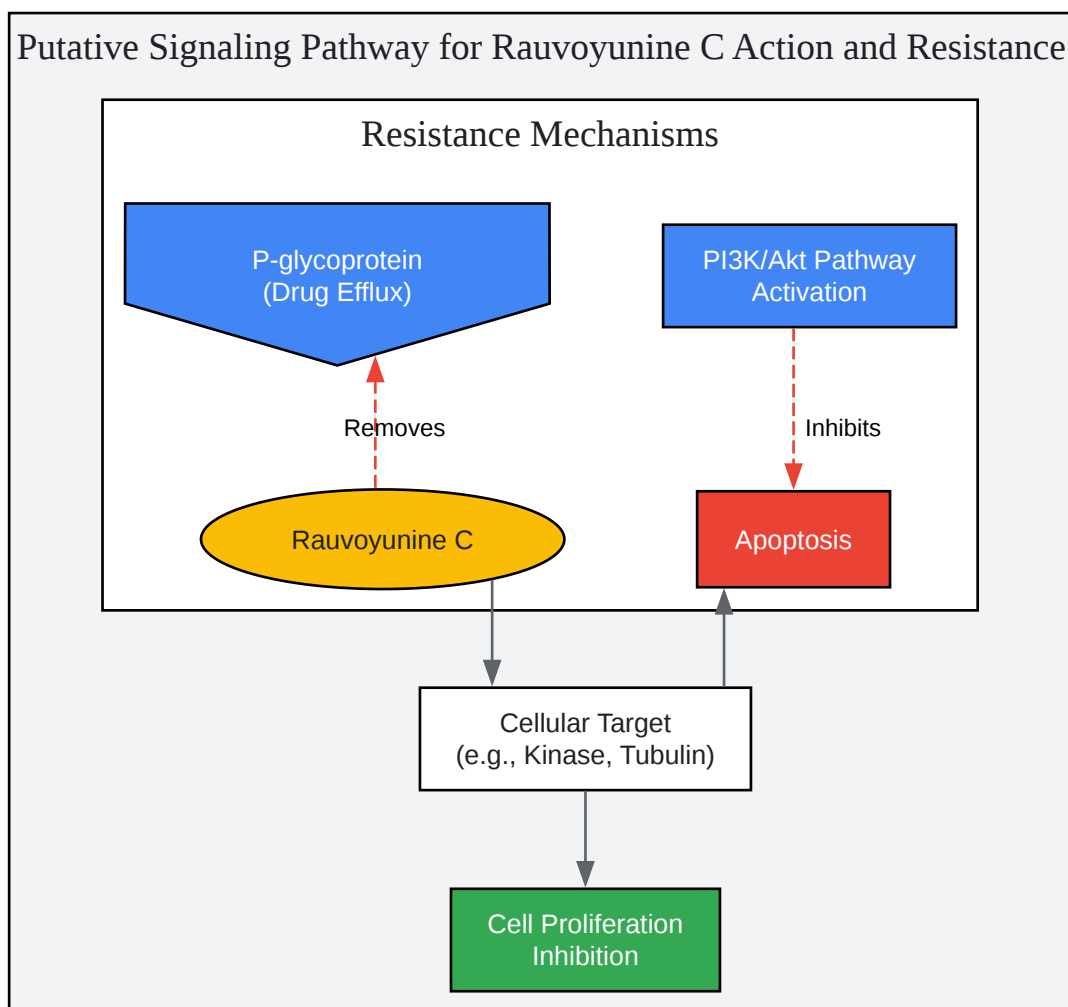 Putative Signaling Pathway for Rauvoyunine C Action and Resistance
Resistance Mechanisms
P-glycoprotein
(Drug Efflux)
PI3K/Akt Pathway
Activation
Removes
Inhibits
Rauvoyunine C
Apoptosis
Cellular Target
(e.g., Kinase, Tubulin)
Cell Proliferation
Inhibition